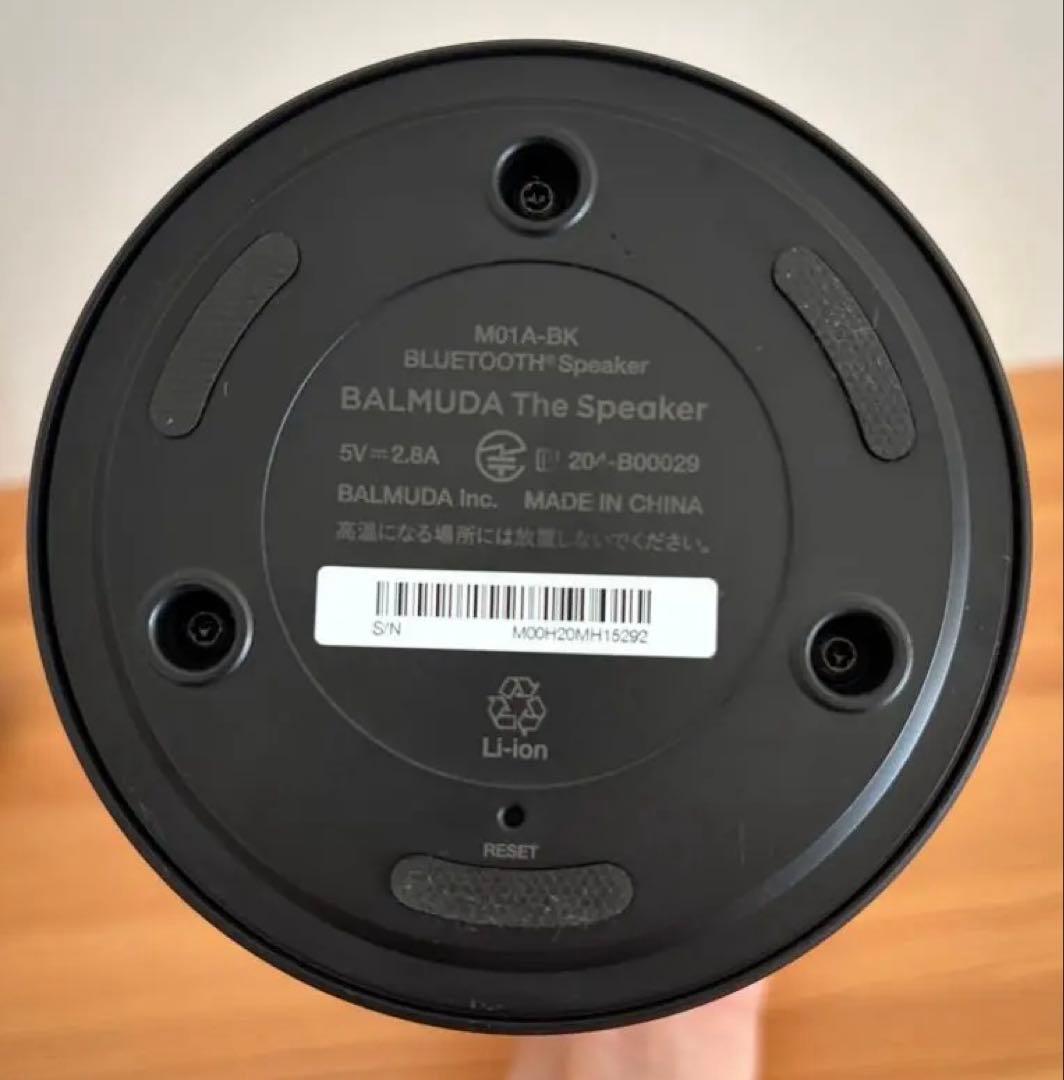 M01A-BK
BLUETOOTH® Speaker
BALMUDA The Speaker
5V⎓2.8A 204-B00029
BALMUDA Inc. MADE IN CHINA
高温になる場所には放置しないでください。
S/N M00H20MH15292
Li-ion
RESET